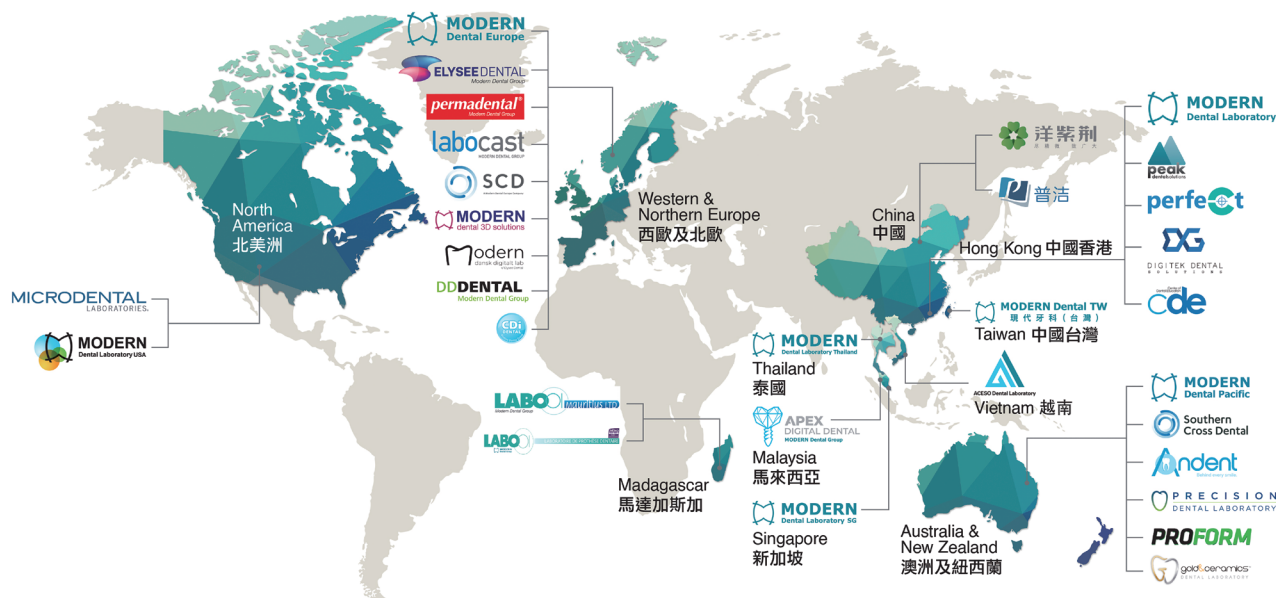 MODERN
Dental Europe
ELYSEE DENTAL
Modern Dental Group
permadental®
Modern Dental Group
labocast
MODERN DENTAL GROUP
SCD
MODERN
dental 3D solutions
modern
dansk digitalt lab
DDDENTAL
Modern Dental Group
CDi
DENTAL
North
America
北美洲
MICRODENTAL
LABORATORIES.
MODERN
Dental Laboratory USA
Western &
Northern Europe
西歐及北歐
LABO
Modern Dental Group
Mauritius LTD
LABO
Madagascar
馬達加斯加
洋紫荆
普洁
China
中國
Hong Kong 中國香港
MODERN
Dental Laboratory
peak
dentalsolutions
perfect
DIGITEK DENTAL
SOLUTIONS
cde
MODERN Dental TW
現代牙科(台灣)
Taiwan 中國台灣
MODERN
Dental Laboratory Thailand
Thailand
泰國
ACESO Dental Laboratory
Vietnam 越南
APEX
DIGITAL DENTAL
MODERN Dental Group
Malaysia
馬來西亞
MODERN
Dental Laboratory SG
Singapore
新加坡
Australia &
New Zealand
澳洲及紐西蘭
MODERN
Dental Pacific
Southern
Cross Dental
Andent
PRECISION
DENTAL LABORATORY
PROFORM
gold&ceramics
DENTAL LABORATORY